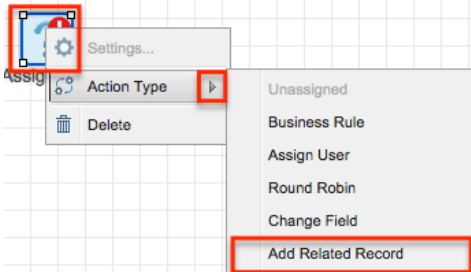 Settings...
Assig
Action Type
Unassigned
Delete
Business Rule
Assign User
Round Robin
Change Field
Add Related Record